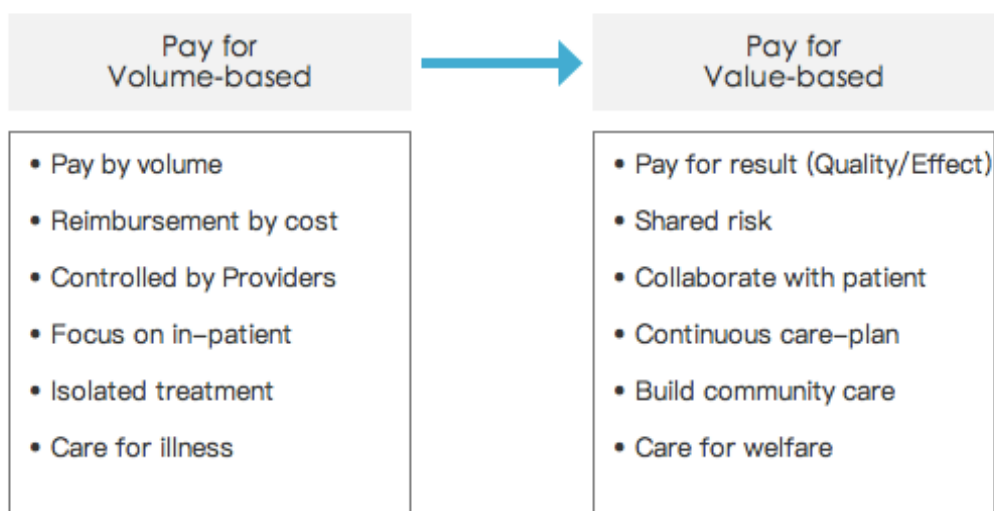 Pay for
Volume-based
Pay for
Value-based
• Pay by volume
• Reimbursement by cost
• Controlled by Providers
• Focus on in-patient
• Isolated treatment
• Care for illness
• Pay for result (Quality/Effect)
• Shared risk
• Collaborate with patient
• Continuous care-plan
• Build community care
• Care for welfare